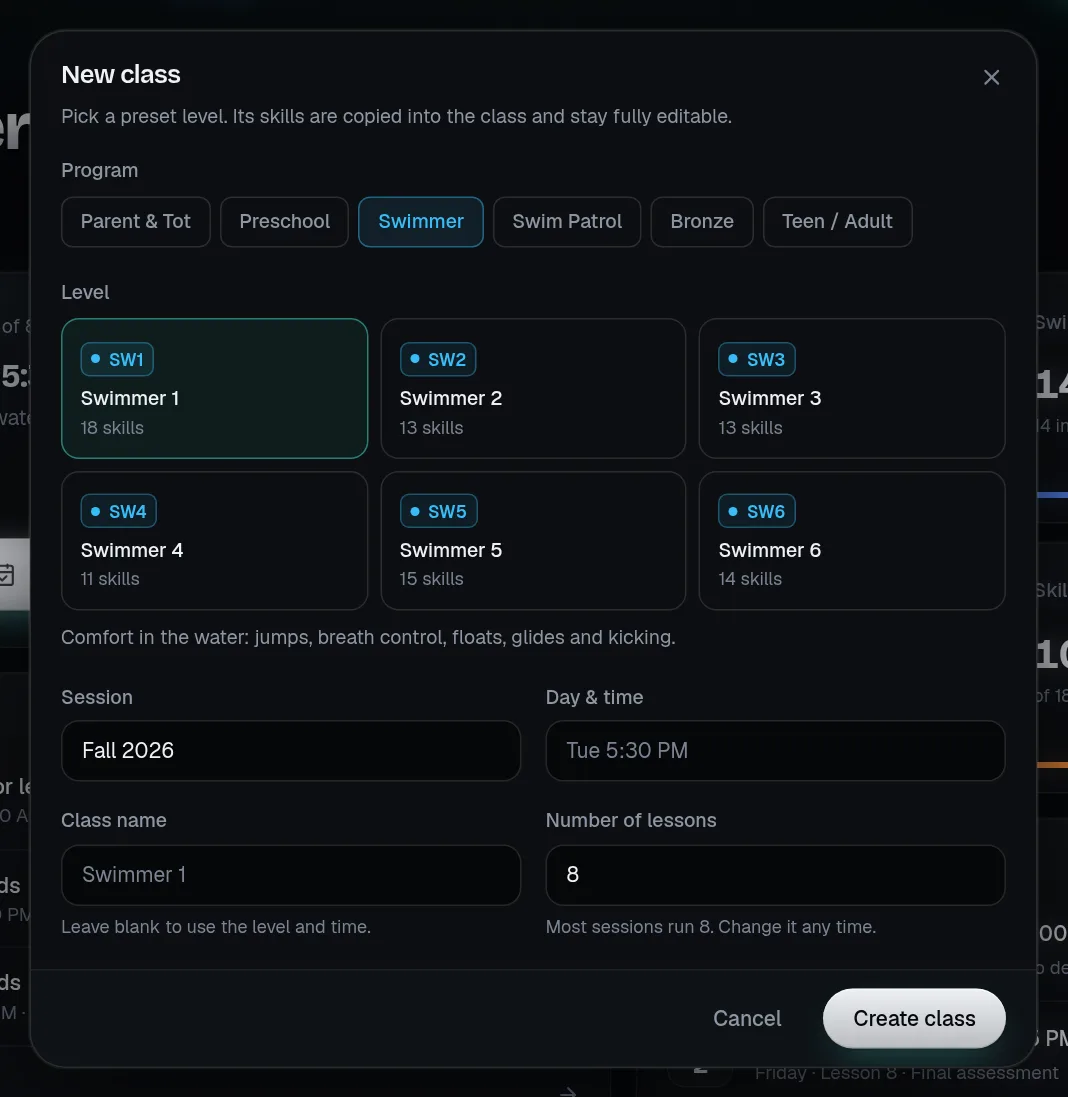 New class
Pick a preset level. Its skills are copied into the class and stay fully editable.
Program
Parent & Tot Preschool Swimmer Swim Patrol Bronze Teen / Adult
Level
SW1 SW2 SW3
Swimmer 1 Swimmer 2 Swimmer 3
18 skills 13 skills 13 skills
SW4 SW5 SW6
Swimmer 4 Swimmer 5 Swimmer 6
11 skills 15 skills 14 skills
Comfort in the water: jumps, breath control, floats, glides and kicking.
Session Day & time
Fall 2026 Tue 5:30 PM
Class name Number of lessons
Swimmer 1 8
Leave blank to use the level and time. Most sessions run 8. Change it any time.
Cancel Create class
Friday · Lesson 8 · Final assessment